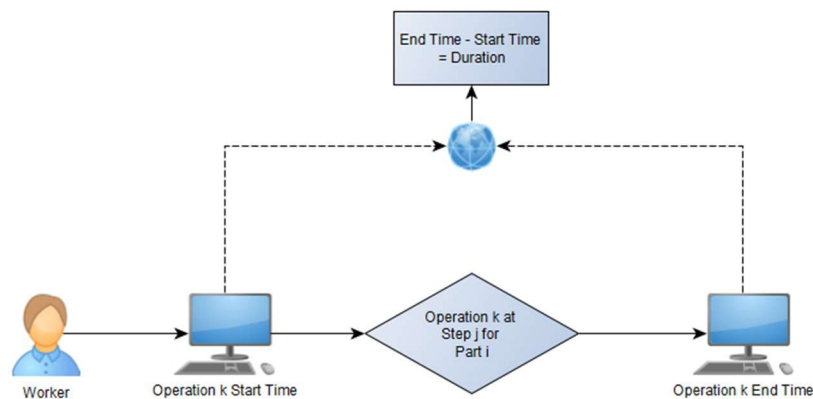 End Time - Start Time
= Duration
Operation k at
Step j for
Part i
Worker
Operation k Start Time
Operation k End Time